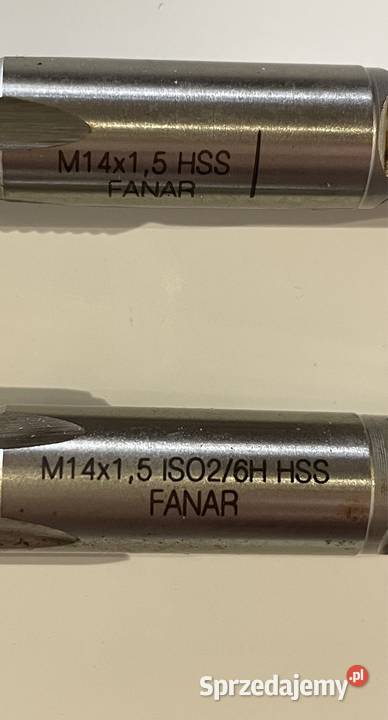 M14x1,5 HSS
FANAR
M14x1,5 ISO2/6H HSS
FANAR
Sprzedajemy.pl